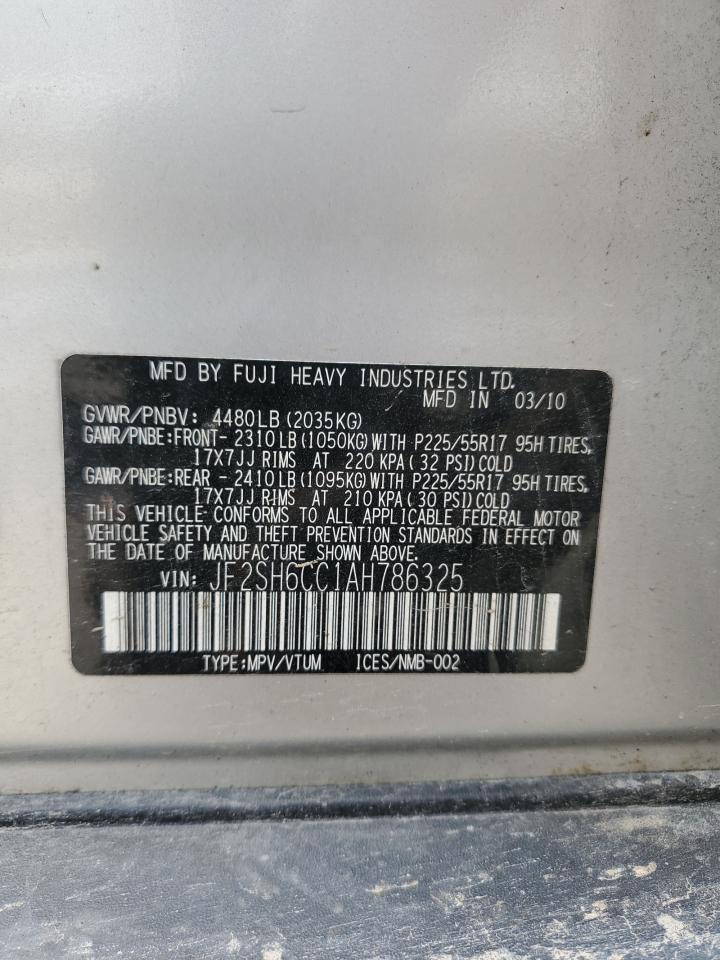 MFD BY FUJI HEAVY INDUSTRIES LTD.
MFD IN 03/10
GVWR/PNBV: 4480LB (2035KG)
GAWR/PNBE:FRONT- 2310LB (1050KG) WITH P225/55R17 95H TIRES,
17X7JJ RIMS AT 220 KPA (32 PSI) COLD
GAWR/PNBE:REAR - 2410LB (1095KG) WITH P225/55R17 95H TIRES,
17X7JJ RIMS AT 210 KPA (30 PSI) COLD
THIS VEHICLE CONFORMS TO ALL APPLICABLE FEDERAL MOTOR
VEHICLE SAFETY AND THEFT PREVENTION STANDARDS IN EFFECT ON
THE DATE OF MANUFACTURE SHOWN ABOVE.
VIN: JF2SH6CC1AH786325
TYPE:MPV/VTUM ICES/NMB-002